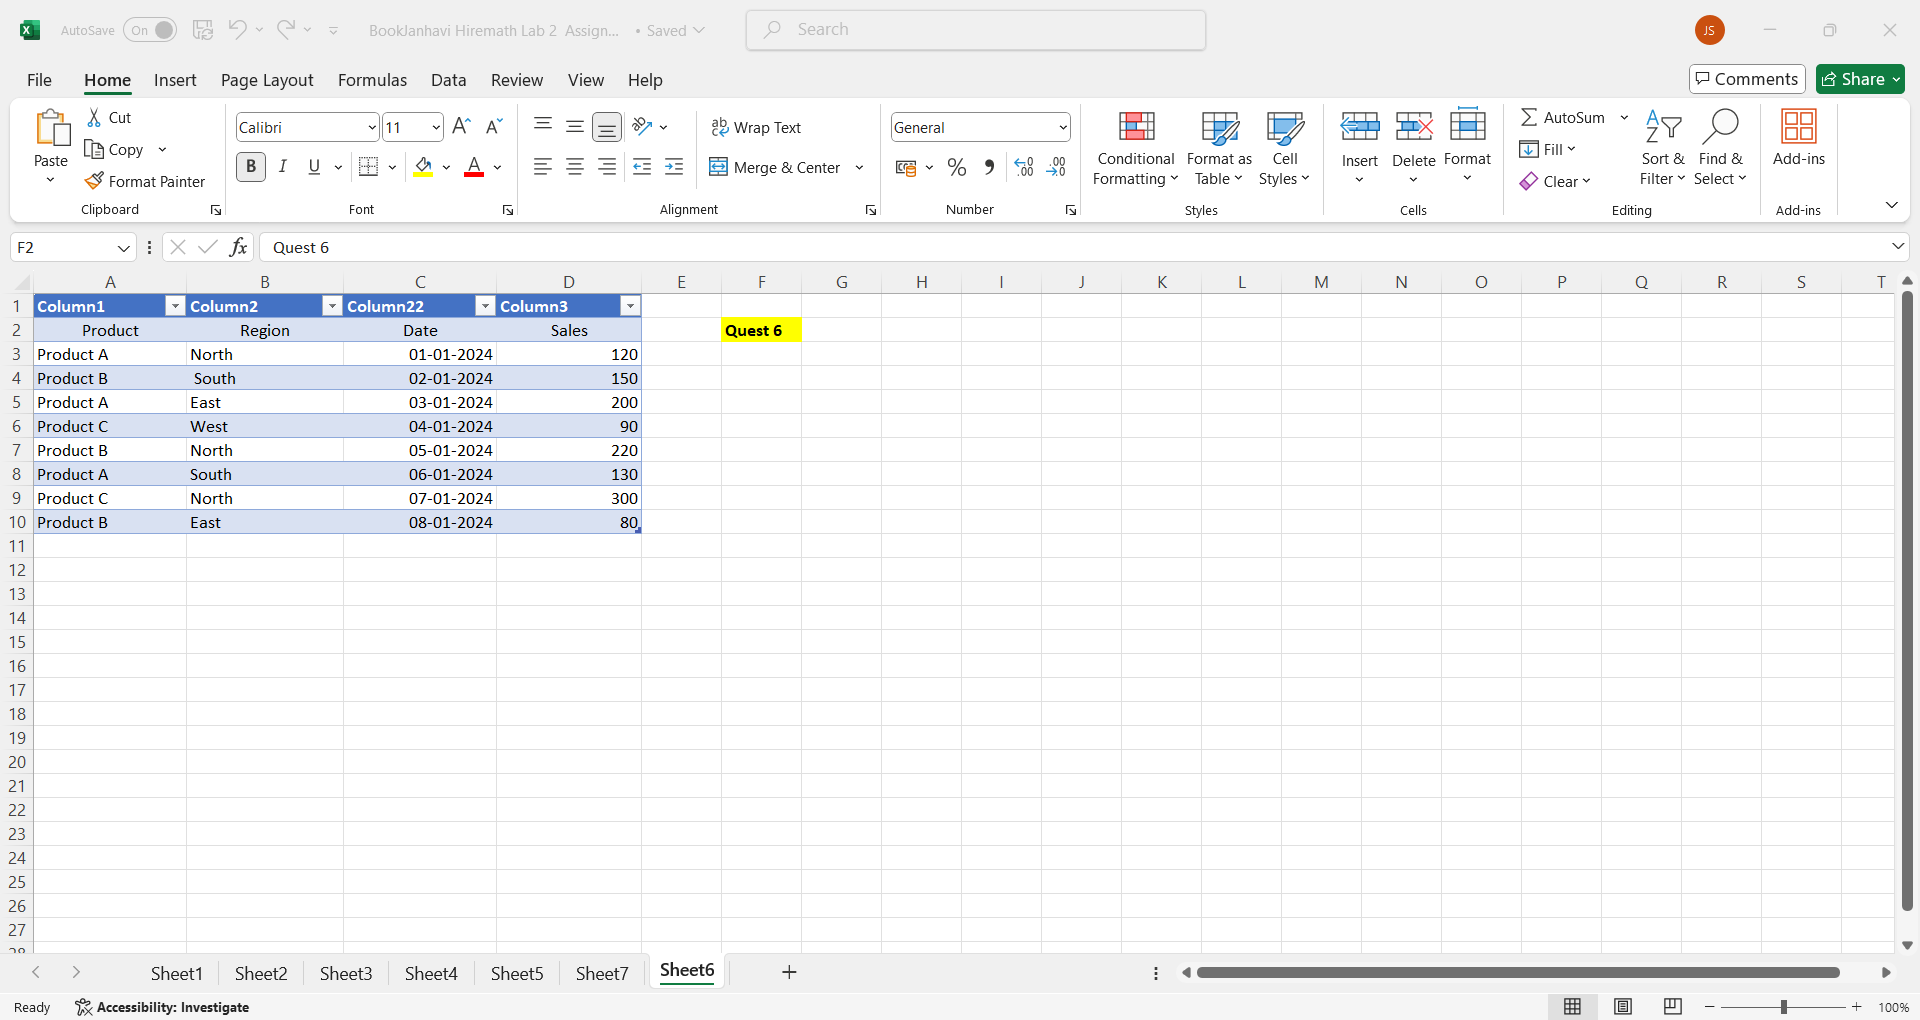 AutoSave On BookJanhavi Hiremath Lab 2 Assign... • Saved Search JS
File Home Insert Page Layout Formulas Data Review View Help Comments Share
Paste Cut Copy Format Painter Clipboard
Calibri 11 A A B I U A Font
ab Wrap Text Merge & Center Alignment
General % Number
Conditional Formatting Format as Table Cell Styles Styles
Insert Delete Format Cells
AutoSum Fill Clear Sort & Filter Find & Select Editing
Add-ins Add-ins
F2 fx Quest 6
A B C D E F G H I J K L M N O P Q R S T
1 Column1 Column2 Column22 Column3
2 Product Region Date Sales Quest 6
3 Product A North 01-01-2024 120
4 Product B South 02-01-2024 150
5 Product A East 03-01-2024 200
6 Product C West 04-01-2024 90
7 Product B North 05-01-2024 220
8 Product A South 06-01-2024 130
9 Product C North 07-01-2024 300
10 Product B East 08-01-2024 80
11
12
13
14
15
16
17
18
19
20
21
22
23
24
25
26
27
28
Sheet1 Sheet2 Sheet3 Sheet4 Sheet5 Sheet7 Sheet6
Ready Accessibility: Investigate 100%